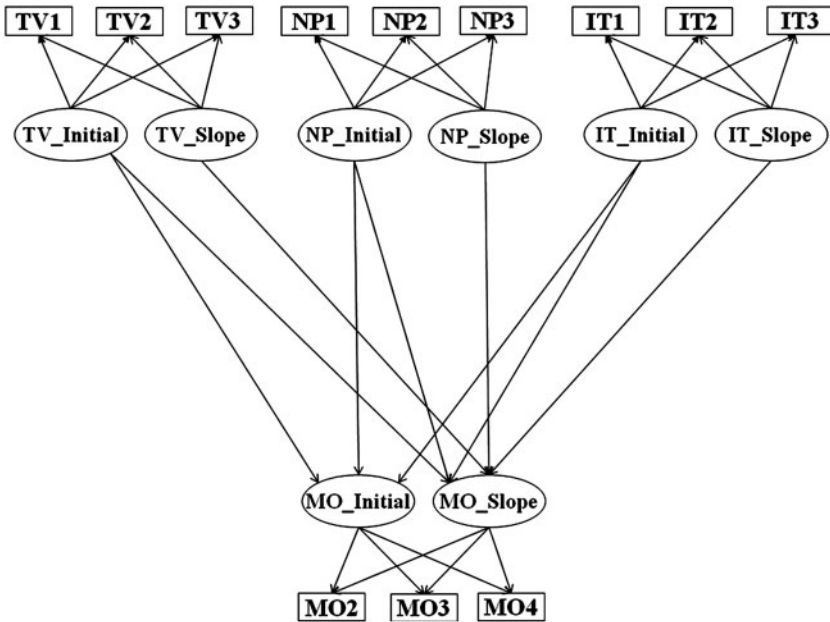 TV1 TV2 TV3 NP1 NP2 NP3 IT1 IT2 IT3
TV_Initial TV_Slope NP_Initial NP_Slope IT_Initial IT_Slope
MO_Initial MO_Slope
MO2 MO3 MO4